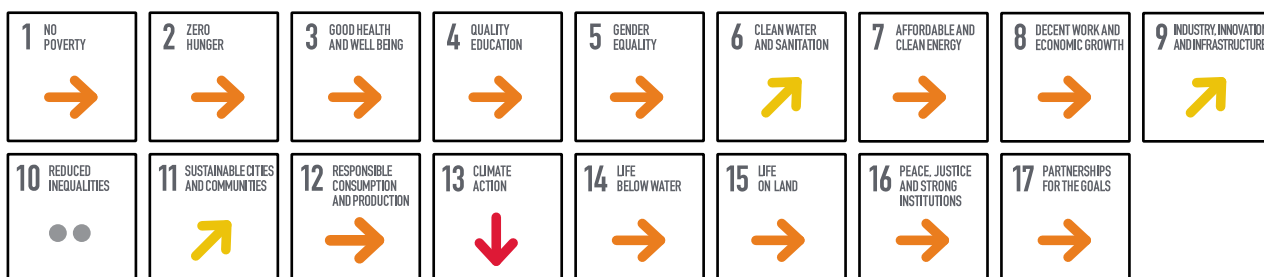 1 NO
POVERTY
2 ZERO
HUNGER
3 GOOD HEALTH
AND WELL BEING
4 QUALITY
EDUCATION
5 GENDER
EQUALITY
6 CLEAN WATER
AND SANITATION
7 AFFORDABLE AND
CLEAN ENERGY
8 DECENT WORK AND
ECONOMIC GROWTH
9 INDUSTRY, INNOVATION
AND INFRASTRUCTURE
10 REDUCED
INEQUALITIES
11 SUSTAINABLE CITIES
AND COMMUNITIES
12 RESPONSIBLE
CONSUMPTION
AND PRODUCTION
13 CLIMATE
ACTION
14 LIFE
BELOW WATER
15 LIFE
ON LAND
16 PEACE, JUSTICE
AND STRONG
INSTITUTIONS
17 PARTNERSHIPS
FOR THE GOALS